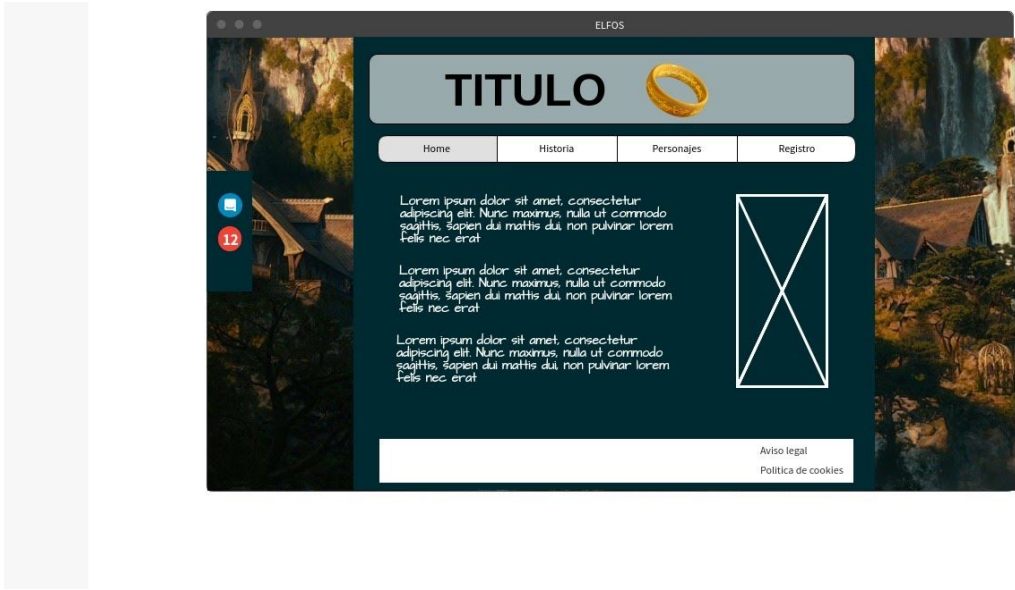 ELFOS
TITULO
Home Historia Personajes Registro
12
Lorem ipsum dolor sit amet, consectetur
adipiscing elit. Nunc maximus, nulla ut commodo
sagittis, sapien dui mattis dui, non pulvinar lorem
felis nec erat
Lorem ipsum dolor sit amet, consectetur
adipiscing elit. Nunc maximus, nulla ut commodo
sagittis, sapien dui mattis dui, non pulvinar lorem
felis nec erat
Lorem ipsum dolor sit amet, consectetur
adipiscing elit. Nunc maximus, nulla ut commodo
sagittis, sapien dui mattis dui, non pulvinar lorem
felis nec erat
Aviso legal
Politica de cookies